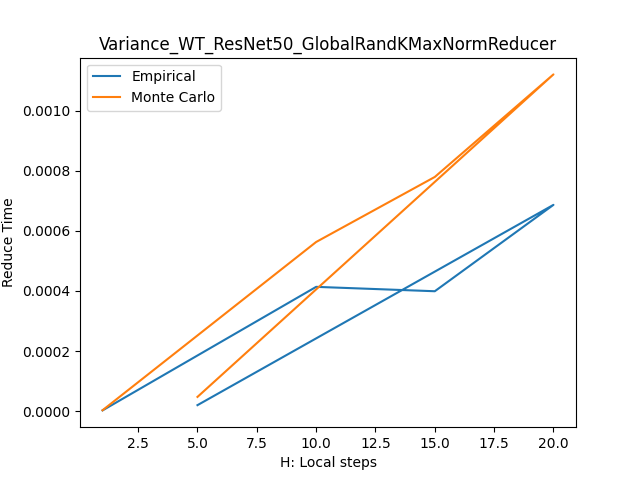 Variance_WT_ResNet50_GlobalRandKMaxNormReducer
Empirical
Monte Carlo
Reduce Time
0.0010
0.0008
0.0006
0.0004
0.0002
0.0000
2.5 5.0 7.5 10.0 12.5 15.0 17.5 20.0
H: Local steps